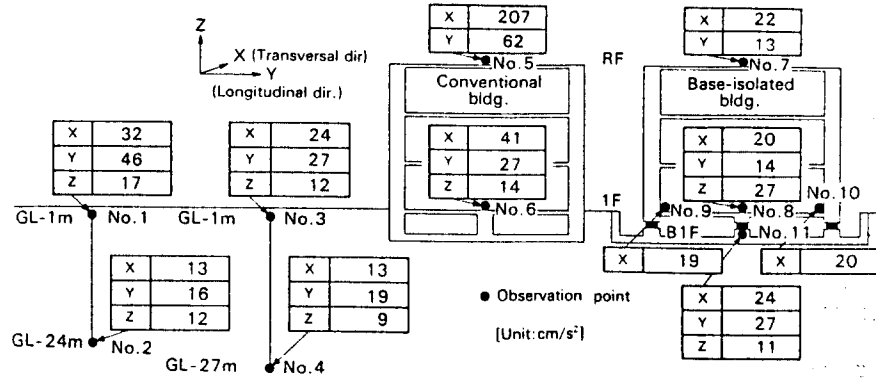 X 207
Y 62
No.5
X 22
Y 13
No.7
RF
Z
X (Transversal dir)
Y
(Longitudinal dir.)
Conventional
bldg.
Base-isolated
bldg.
X 32
Y 46
Z 17
X 24
Y 27
Z 12
X 41
Y 27
Z 14
X 20
Y 14
Z 27
GL-1m No.1
GL-1m No.3
No.6
1F
No.9
No.8
No.10
B1F
No.11
X 19
X 20
X 13
Y 16
Z 12
X 13
Y 19
Z 9
X 24
Y 27
Z 11
● Observation point
[Unit:cm/s²]
GL-24m No.2
GL-27m No.4